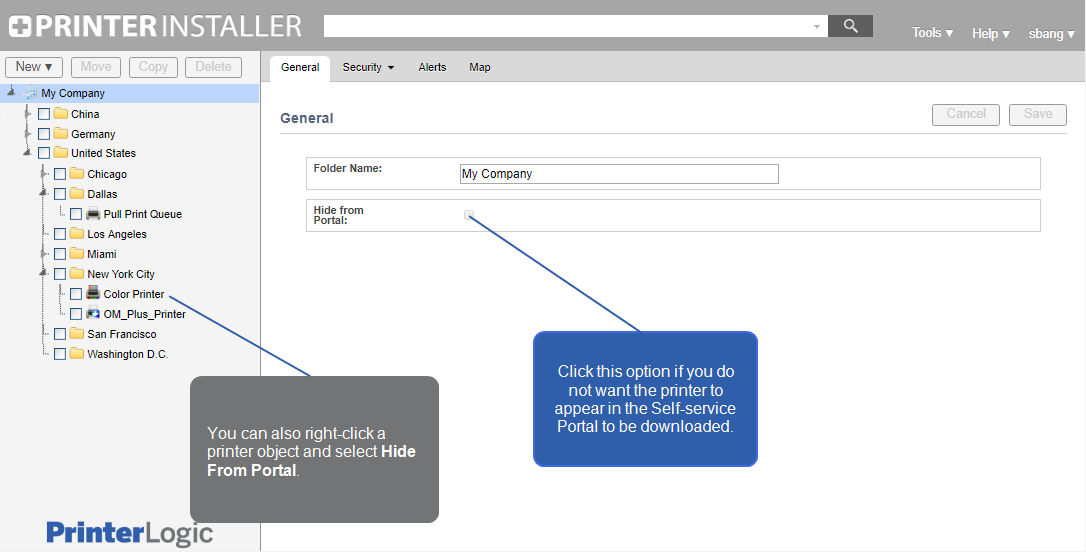 PRINTER INSTALLER
Tools ▾ Help ▾ sbang ▾
New ▾ Move Copy Delete
General Security ▾ Alerts Map
My Company
China
Germany
United States
Chicago
Dallas
Pull Print Queue
Los Angeles
Miami
New York City
Color Printer
OM_Plus_Printer
San Francisco
Washington D.C.
General
Cancel Save
Folder Name: My Company
Hide from
Portal:
Click this option if you do
not want the printer to
appear in the Self-service
Portal to be downloaded.
You can also right-click a
printer object and select Hide
From Portal.
PrinterLogic